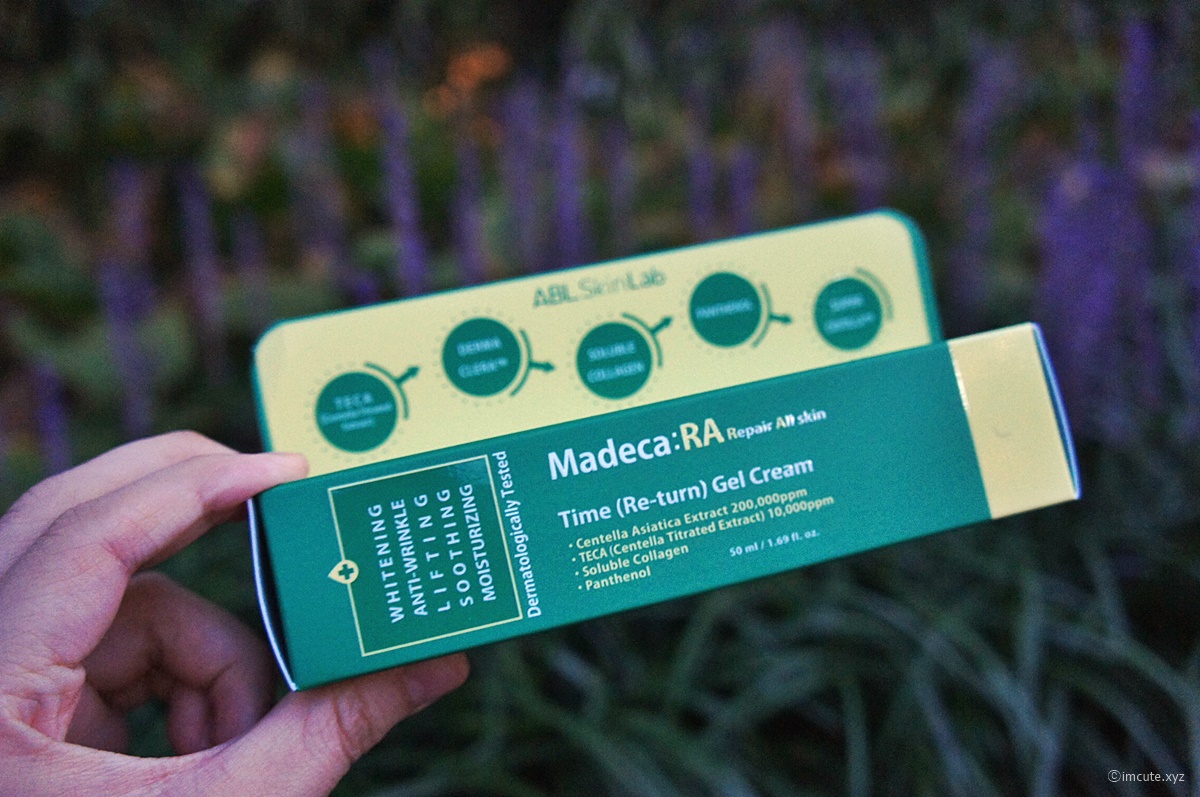 ABL SkinLab
TECA
DERMA
CLERA™
SOLUBLE
COLLAGEN
PANTHENOL
Madeca:RA Repair All skin
Time (Re-turn) Gel Cream
• Centella Asiatica Extract 200,000ppm
• TECA (Centella Titrated Extract) 10,000ppm
• Soluble Collagen
• Panthenol
50 ml / 1.69 fl. oz.
WHITENING
ANTI-WRINKLE
LIFTING
SOOTHING
MOISTURIZING
Dermatologically Tested
©imcute.xyz